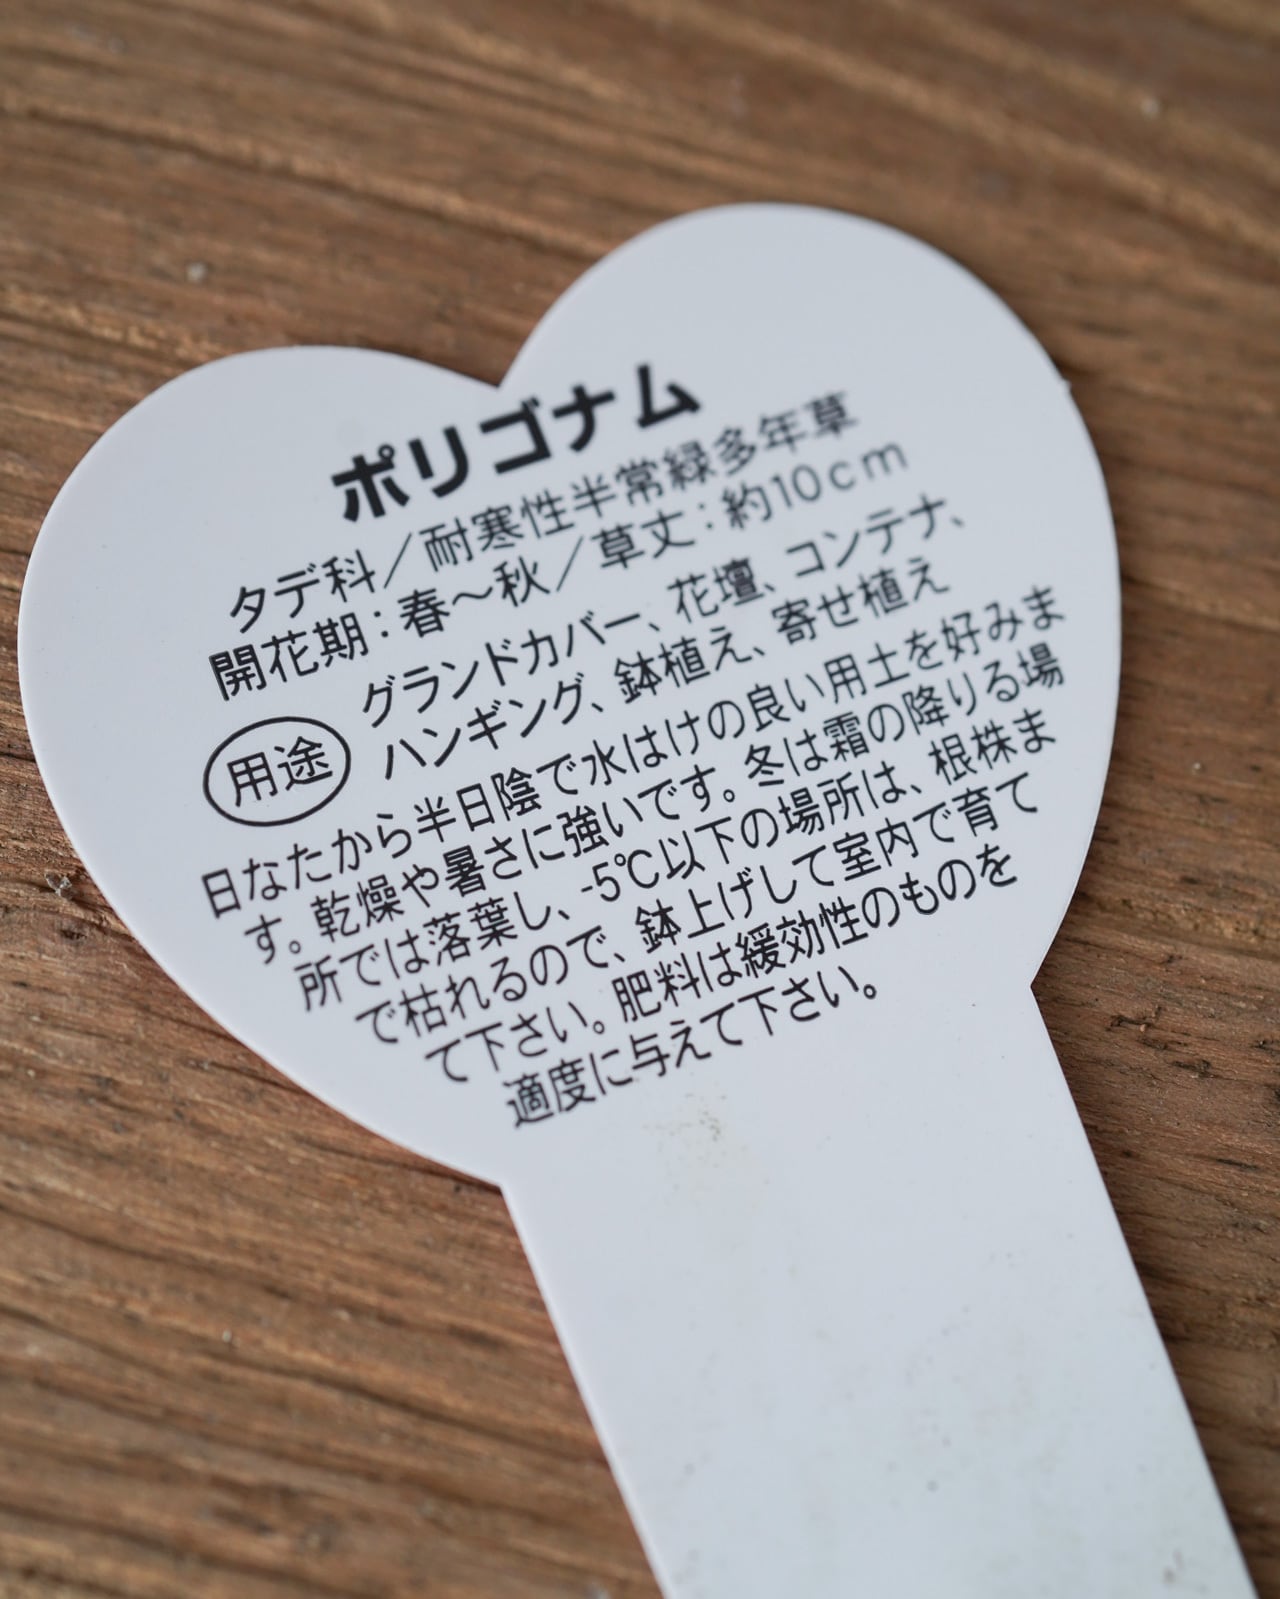 ポリゴナム
タデ科／耐寒性半常緑多年草
開花期：春～秋／草丈：約10cm
用途
グランドカバー、花壇、コンテナ、
ハンギング、鉢植え、寄せ植え
日なたから半日陰で水はけの良い用土を好みま
す。乾燥や暑さに強いです。冬は霜の降りる場
所では落葉し、-5℃以下の場所は、根株ま
で枯れるので、鉢上げして室内で育て
て下さい。肥料は緩効性のものを
適度に与えて下さい。